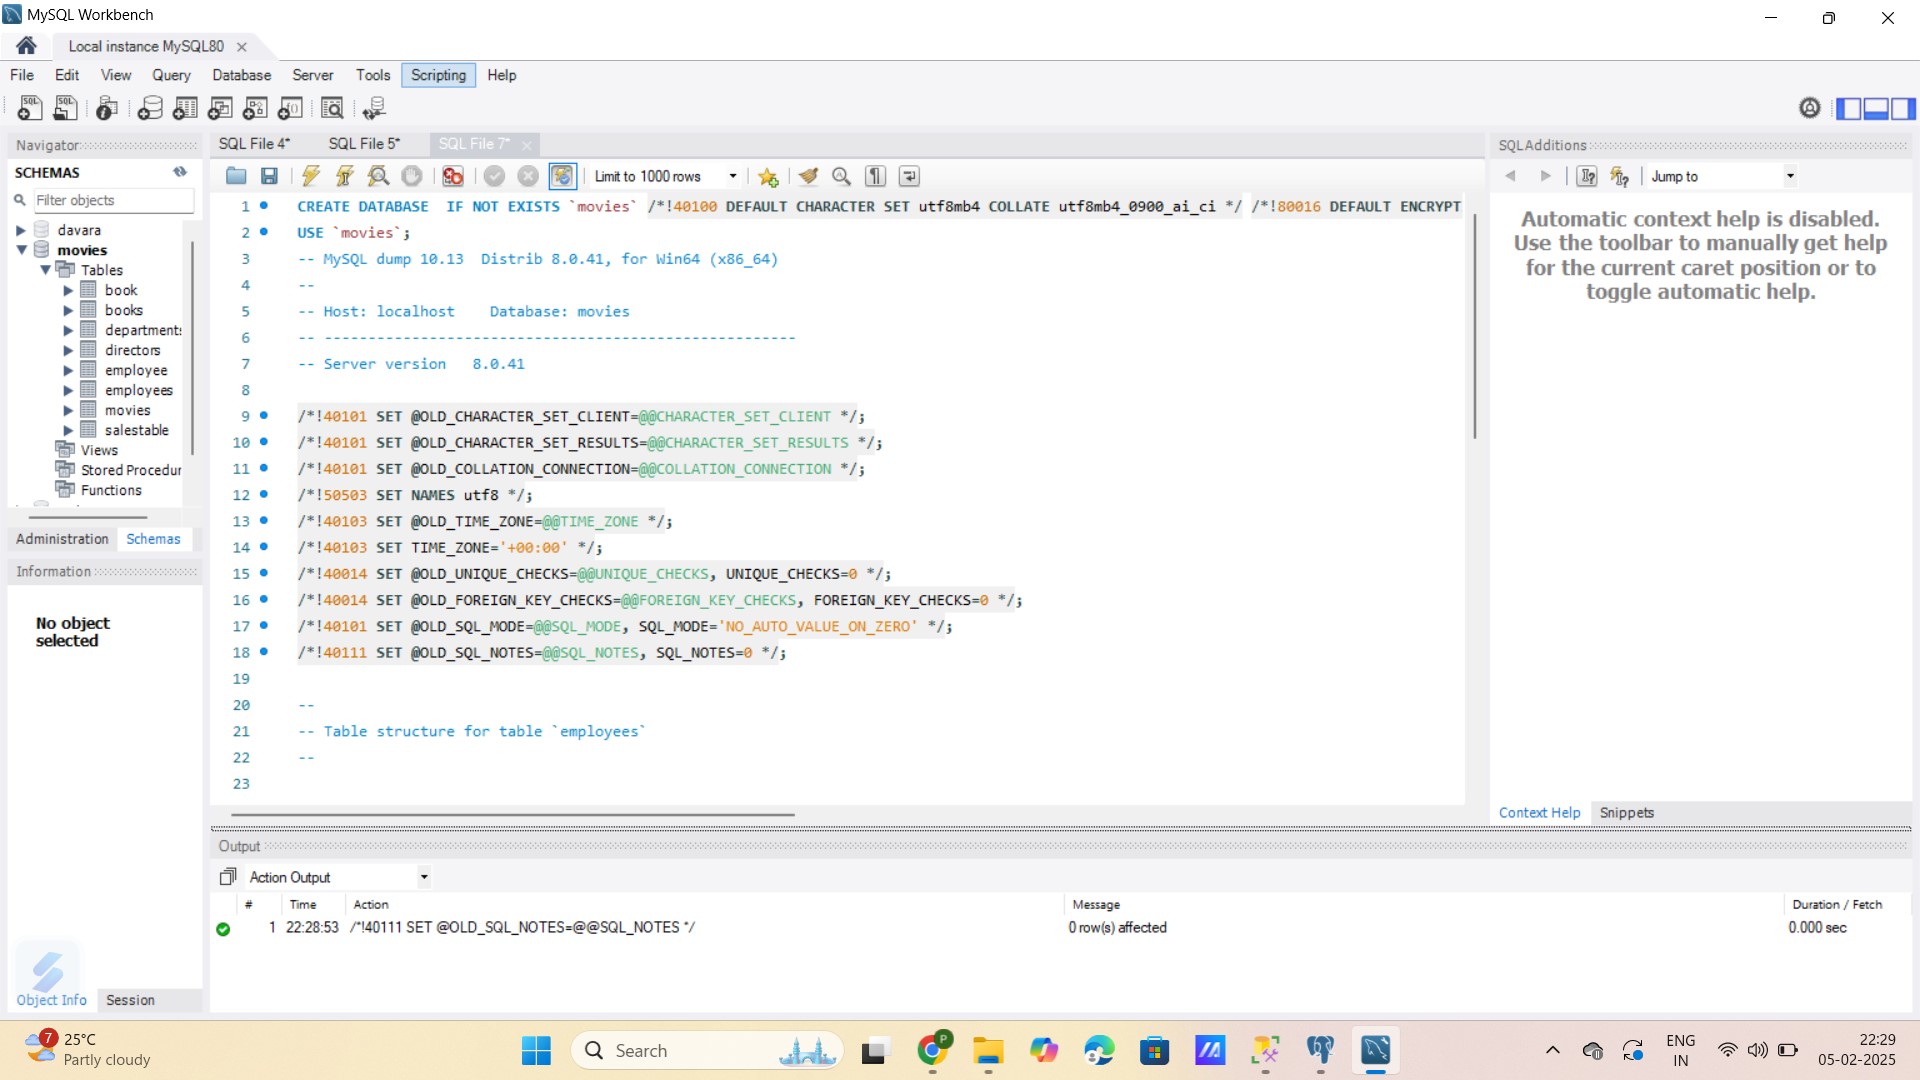 MySQL Workbench
Local instance MySQL80
File Edit View Query Database Server Tools Scripting Help
Navigator
SCHEMAS
Filter objects
davara
movies
Tables
book
books
departments
directors
employee
employees
movies
salestable
Views
Stored Procedur
Functions
Administration Schemas
Information
No object
selected
Object Info Session
SQL File 4* SQL File 5* SQL File 7*
Limit to 1000 rows
1 CREATE DATABASE  IF NOT EXISTS `movies` /*!40100 DEFAULT CHARACTER SET utf8mb4 COLLATE utf8mb4_0900_ai_ci */ /*!80016 DEFAULT ENCRYPT
2 USE `movies`;
3 -- MySQL dump 10.13  Distrib 8.0.41, for Win64 (x86_64)
4 --
5 -- Host: localhost    Database: movies
6 -- ------------------------------------------------------
7 -- Server version   8.0.41
8
9 /*!40101 SET @OLD_CHARACTER_SET_CLIENT=@@CHARACTER_SET_CLIENT */;
10 /*!40101 SET @OLD_CHARACTER_SET_RESULTS=@@CHARACTER_SET_RESULTS */;
11 /*!40101 SET @OLD_COLLATION_CONNECTION=@@COLLATION_CONNECTION */;
12 /*!50503 SET NAMES utf8 */;
13 /*!40103 SET @OLD_TIME_ZONE=@@TIME_ZONE */;
14 /*!40103 SET TIME_ZONE='+00:00' */;
15 /*!40014 SET @OLD_UNIQUE_CHECKS=@@UNIQUE_CHECKS, UNIQUE_CHECKS=0 */;
16 /*!40014 SET @OLD_FOREIGN_KEY_CHECKS=@@FOREIGN_KEY_CHECKS, FOREIGN_KEY_CHECKS=0 */;
17 /*!40101 SET @OLD_SQL_MODE=@@SQL_MODE, SQL_MODE='NO_AUTO_VALUE_ON_ZERO' */;
18 /*!40111 SET @OLD_SQL_NOTES=@@SQL_NOTES, SQL_NOTES=0 */;
19
20 --
21 -- Table structure for table `employees`
22 --
23
SQLAdditions
Jump to
Automatic context help is disabled.
Use the toolbar to manually get help
for the current caret position or to
toggle automatic help.
Context Help Snippets
Output
Action Output
# Time Action Message Duration / Fetch
1 22:28:53 /*!40111 SET @OLD_SQL_NOTES=@@SQL_NOTES */ 0 row(s) affected 0.000 sec
7 25°C
Partly cloudy
Search
P
ENG
IN
22:29
05-02-2025